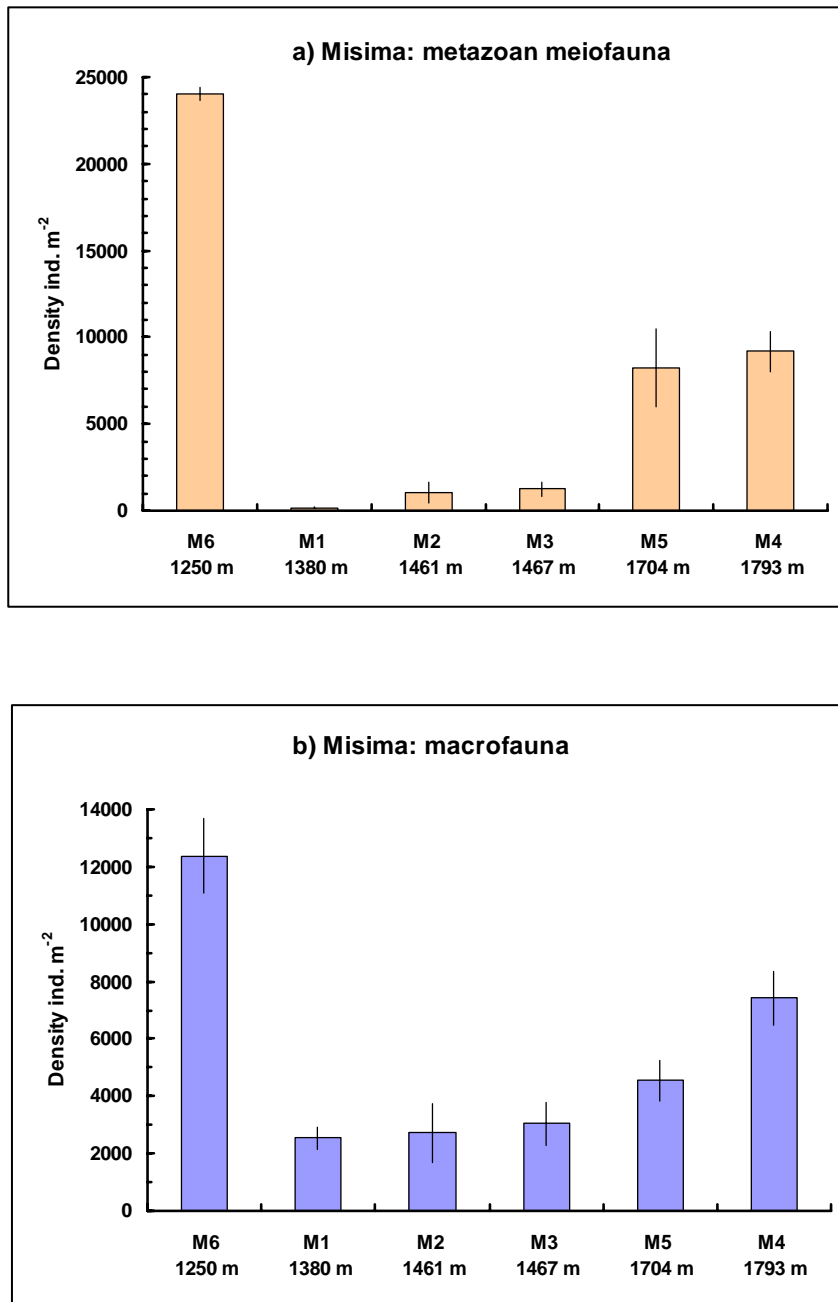 a) Misima: metazoan meiofauna
Density ind. m⁻²
25000
20000
15000
10000
5000
0
M6 M1 M2 M3 M5 M4
1250 m 1380 m 1461 m 1467 m 1704 m 1793 m
b) Misima: macrofauna
Density ind. m⁻²
14000
12000
10000
8000
6000
4000
2000
0
M6 M1 M2 M3 M5 M4
1250 m 1380 m 1461 m 1467 m 1704 m 1793 m